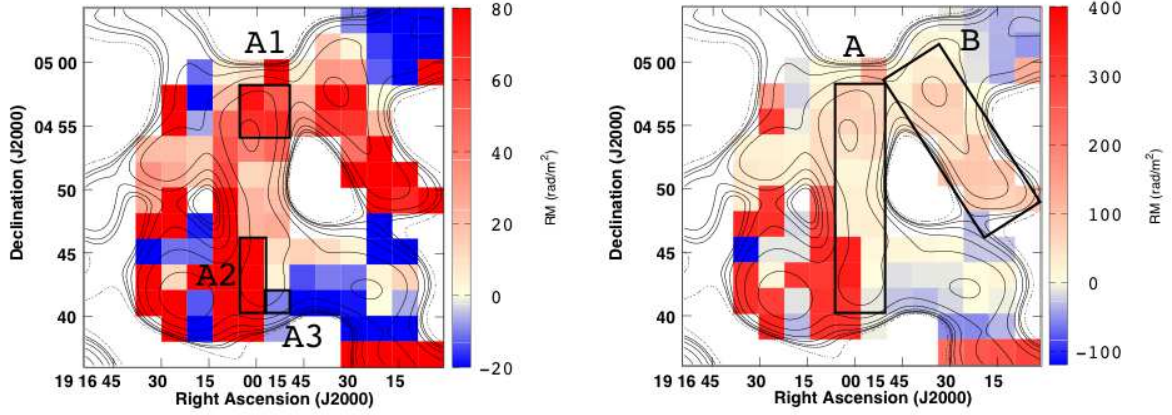 A1
A2
A3
Declination (J2000)
05 00
04 55
50
45
40
19 16 45
30
15
00
15 45
30
15
Right Ascension (J2000)
80
60
40
20
0
−20
RM (rad/m²)
A
B
Declination (J2000)
05 00
04 55
50
45
40
19 16 45
30
15
00
15 45
30
15
Right Ascension (J2000)
400
300
200
100
0
−100
RM (rad/m²)